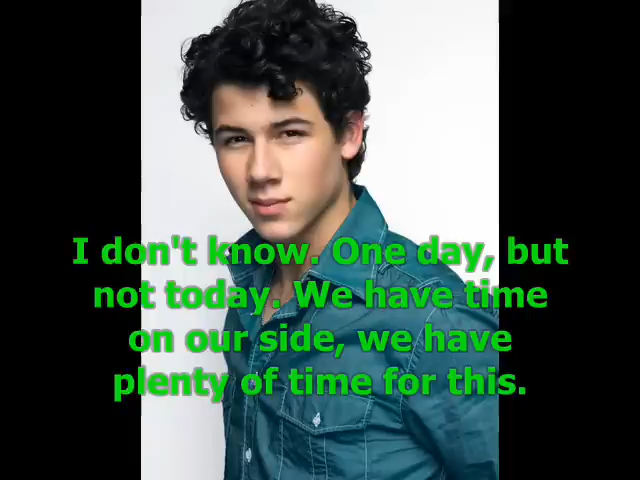 I don't know. One day, but
not today. We have time
on our side, we have
plenty of time for this.